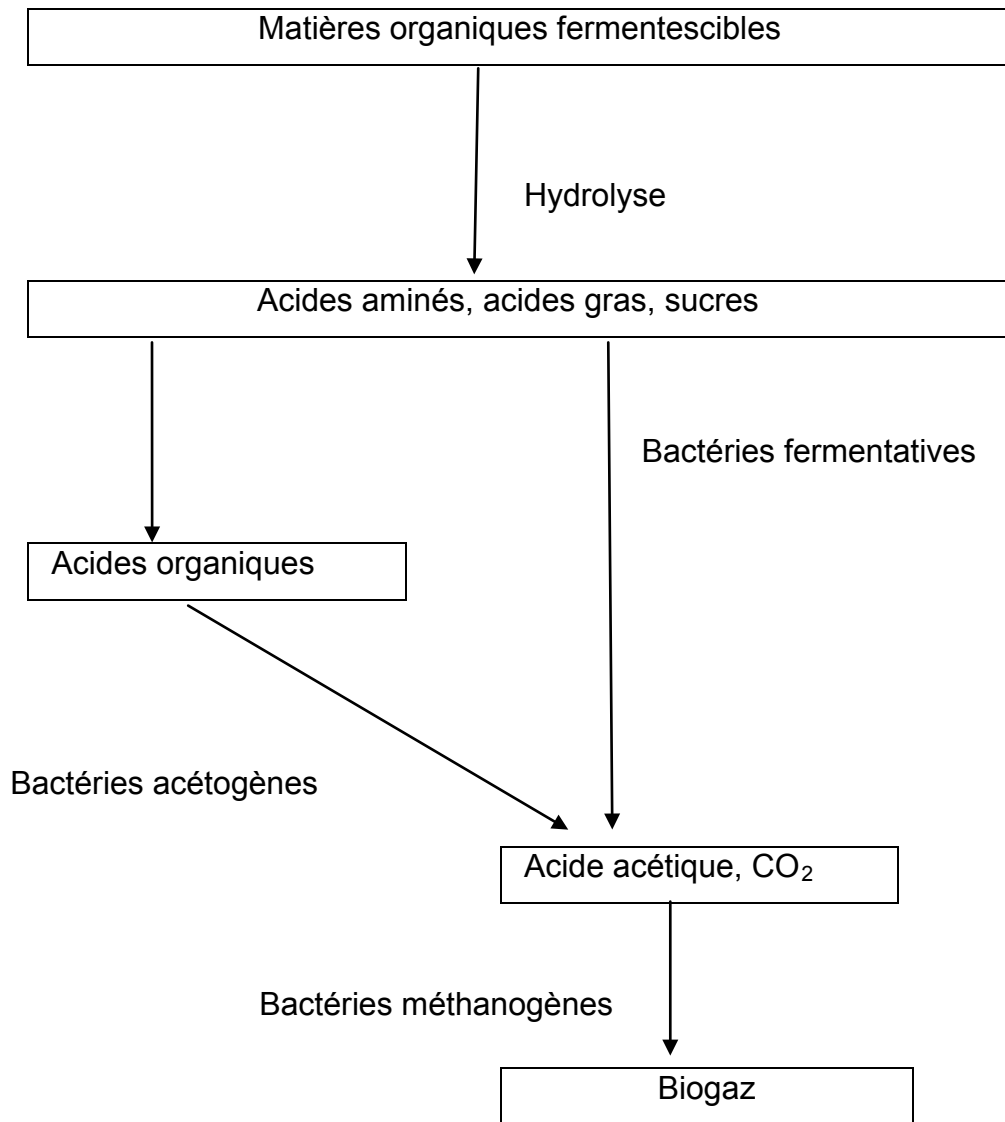 Matières organiques fermentescibles
Hydrolyse
Acides aminés, acides gras, sucres
Bactéries fermentatives
Acides organiques
Bactéries acétogènes
Acide acétique, CO₂
Bactéries méthanogènes
Biogaz